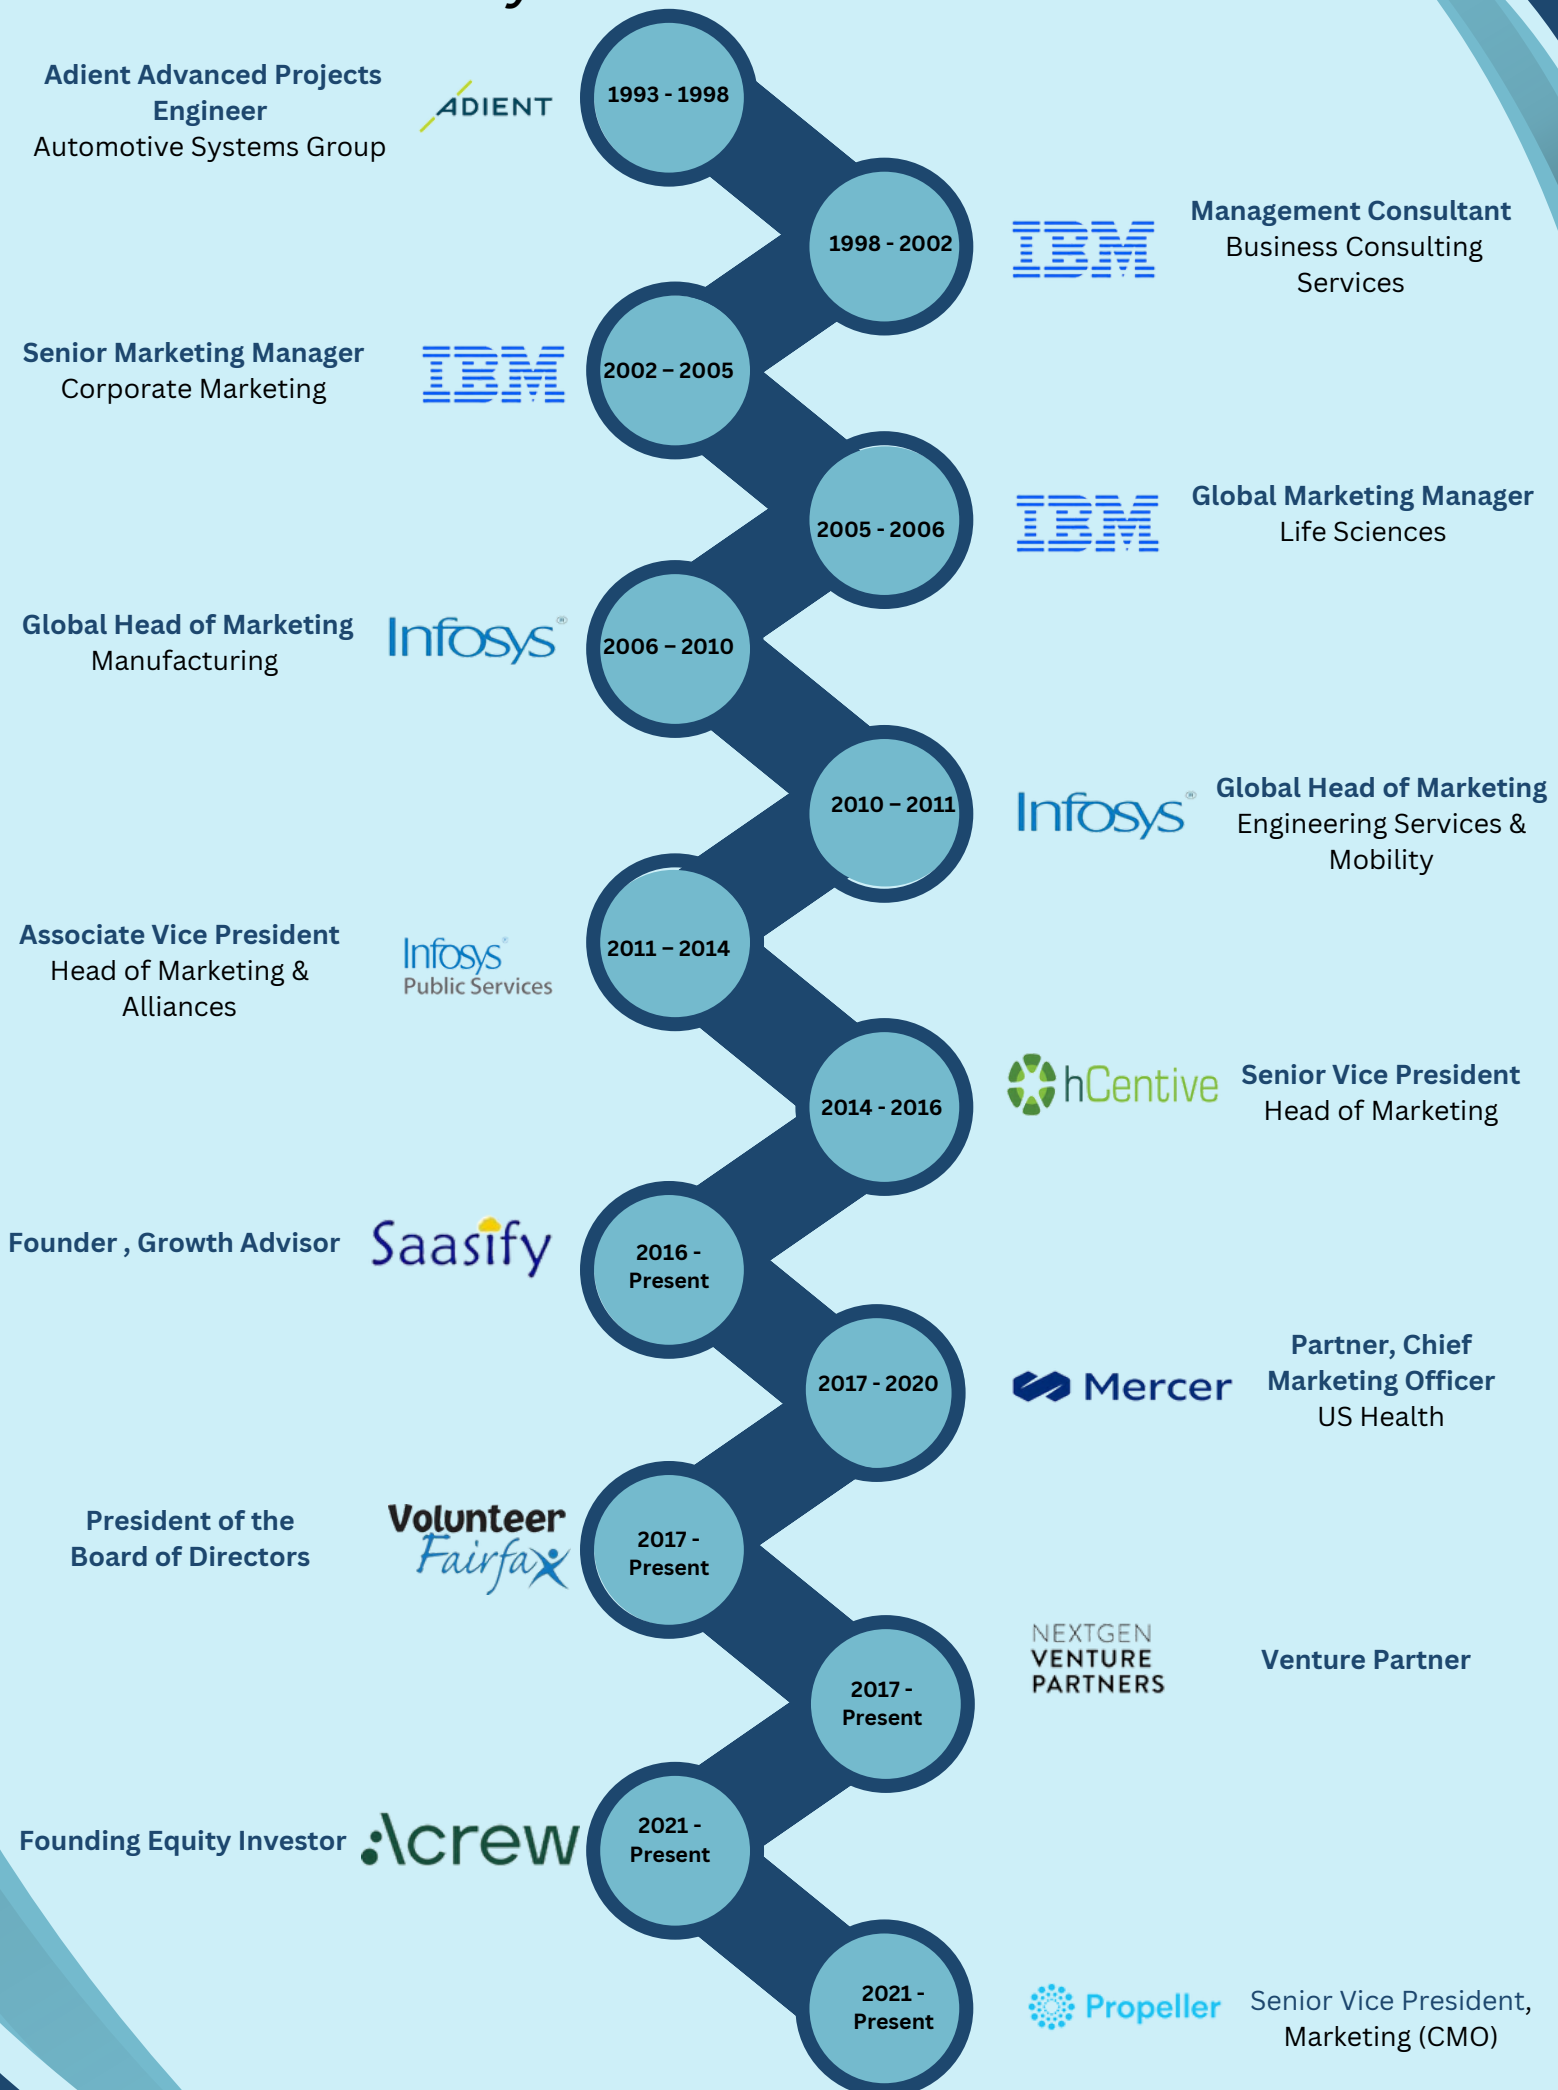 Adient Advanced Projects
Engineer
Automotive Systems Group
ADIENT
1993 - 1998
1998 - 2002
IBM
Management Consultant
Business Consulting
Services
Senior Marketing Manager
Corporate Marketing
IBM
2002 – 2005
2005 - 2006
IBM
Global Marketing Manager
Life Sciences
Global Head of Marketing
Manufacturing
Infosys®
2006 – 2010
2010 – 2011
Infosys®
Global Head of Marketing
Engineering Services &
Mobility
Associate Vice President
Head of Marketing &
Alliances
Infosys®
Public Services
2011 – 2014
2014 - 2016
hCentive
Senior Vice President
Head of Marketing
Founder , Growth Advisor
Saasify
2016 -
Present
2017 - 2020
Mercer
Partner, Chief
Marketing Officer
US Health
President of the
Board of Directors
Volunteer
Fairfax
2017 -
Present
2017 -
Present
NEXTGEN
VENTURE
PARTNERS
Venture Partner
Founding Equity Investor
Acrew
2021 -
Present
2021 -
Present
Propeller
Senior Vice President,
Marketing (CMO)